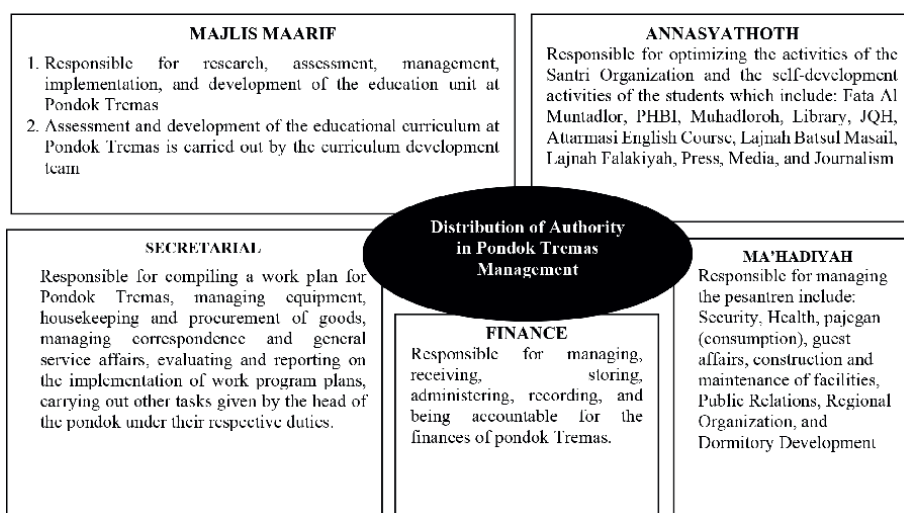 MAJLIS MAARIF
1. Responsible for research, assessment, management,
implementation, and development of the education unit at
Pondok Tremas
2. Assessment and development of the educational curriculum at
Pondok Tremas is carried out by the curriculum development
team
ANNASYATHOTH
Responsible for optimizing the activities of the
Santri Organization and the self-development
activities of the students which include: Fata Al
Muntadlor, PHBI, Muhadloroh, Library, JQH,
Attarmasi English Course, Lajnah Batsul Masail,
Lajnah Falakiyah, Press, Media, and Journalism
Distribution of Authority
in Pondok Tremas
Management
SECRETARIAL
Responsible for compiling a work plan for
Pondok Tremas, managing equipment,
housekeeping and procurement of goods,
managing correspondence and general
service affairs, evaluating and reporting on
the implementation of work program plans,
carrying out other tasks given by the head of
the pondok under their respective duties.
FINANCE
Responsible for managing,
receiving, storing,
administering, recording, and
being accountable for the
finances of pondok Tremas.
MA'HADIYAH
Responsible for managing
the pesantren include:
Security, Health, pajegan
(consumption), guest
affairs, construction and
maintenance of facilities,
Public Relations, Regional
Organization, and
Dormitory Development